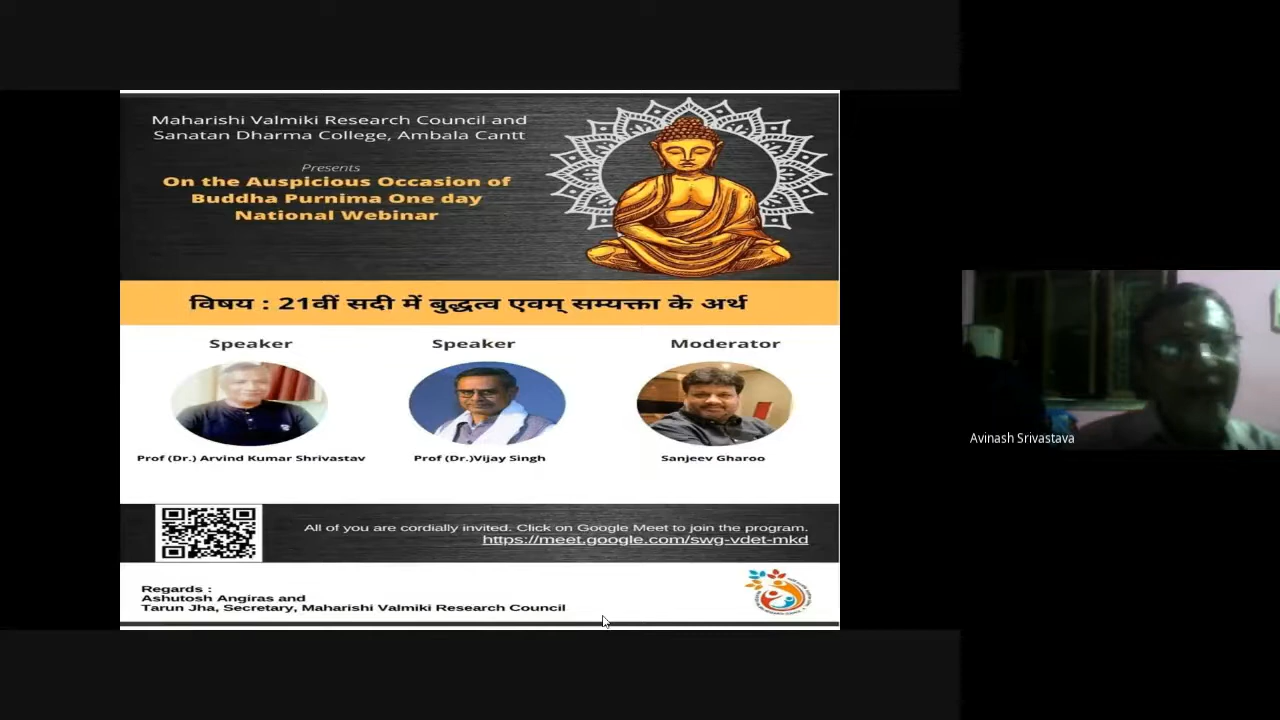 Maharishi Valmiki Research Council and
Sanatan Dharma College, Ambala Cantt
Presents
On the Auspicious Occasion of
Buddha Purnima One day
National Webinar
विषय : 21वीं सदी में बुद्धत्व एवम् सम्यक्ता के अर्थ
Speaker
Speaker
Moderator
Prof (Dr.) Arvind Kumar Shrivastav
Prof (Dr.)Vijay Singh
Sanjeev Gharoo
All of you are cordially invited. Click on Google Meet to join the program.
https://meet.google.com/swg-vdet-mkd
Regards :
Ashutosh Angiras and
Tarun Jha, Secretary, Maharishi Valmiki Research Council
Avinash Srivastava